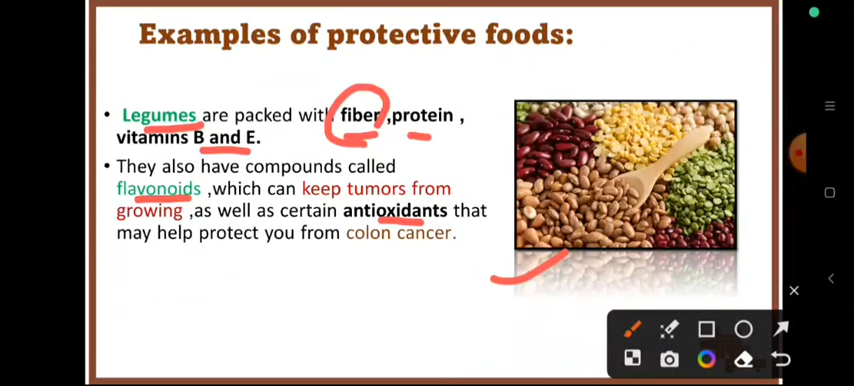 Examples of protective foods:
• Legumes are packed with fiber ,protein ,
vitamins B and E.
• They also have compounds called
flavonoids ,which can keep tumors from
growing ,as well as certain antioxidants that
may help protect you from colon cancer.